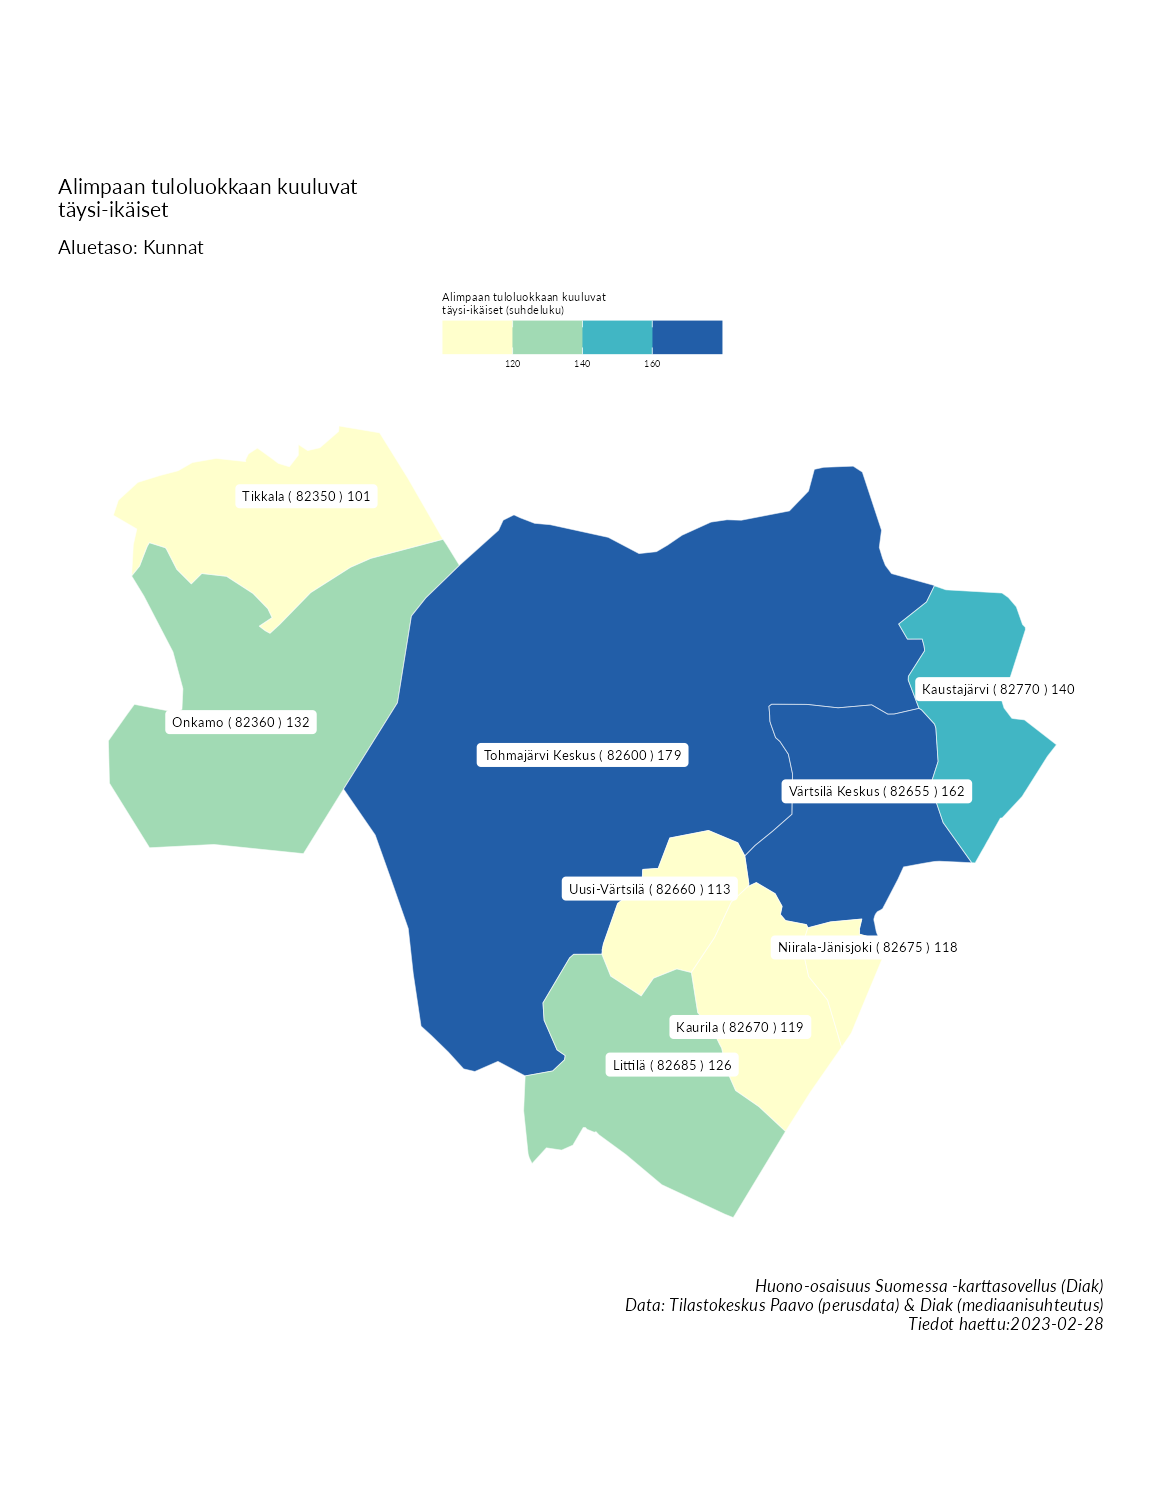 Alimpaan tuloluokkaan kuuluvat
täysi-ikäiset
Aluetaso: Kunnat
Alimpaan tuloluokkaan kuuluvat
täysi-ikäiset (suhdeluku)
120 140 160
Tikkala ( 82350 ) 101
Kaustajärvi ( 82770 ) 140
Onkamo ( 82360 ) 132
Tohmajärvi Keskus ( 82600 ) 179
Värtsilä Keskus ( 82655 ) 162
Uusi-Värtsilä ( 82660 ) 113
Niirala-Jänisjoki ( 82675 ) 118
Kaurila ( 82670 ) 119
Littilä ( 82685 ) 126
Huono-osaisuus Suomessa -karttasovellus (Diak)
Data: Tilastokeskus Paavo (perusdata) & Diak (mediaanisuhteutus)
Tiedot haettu:2023-02-28